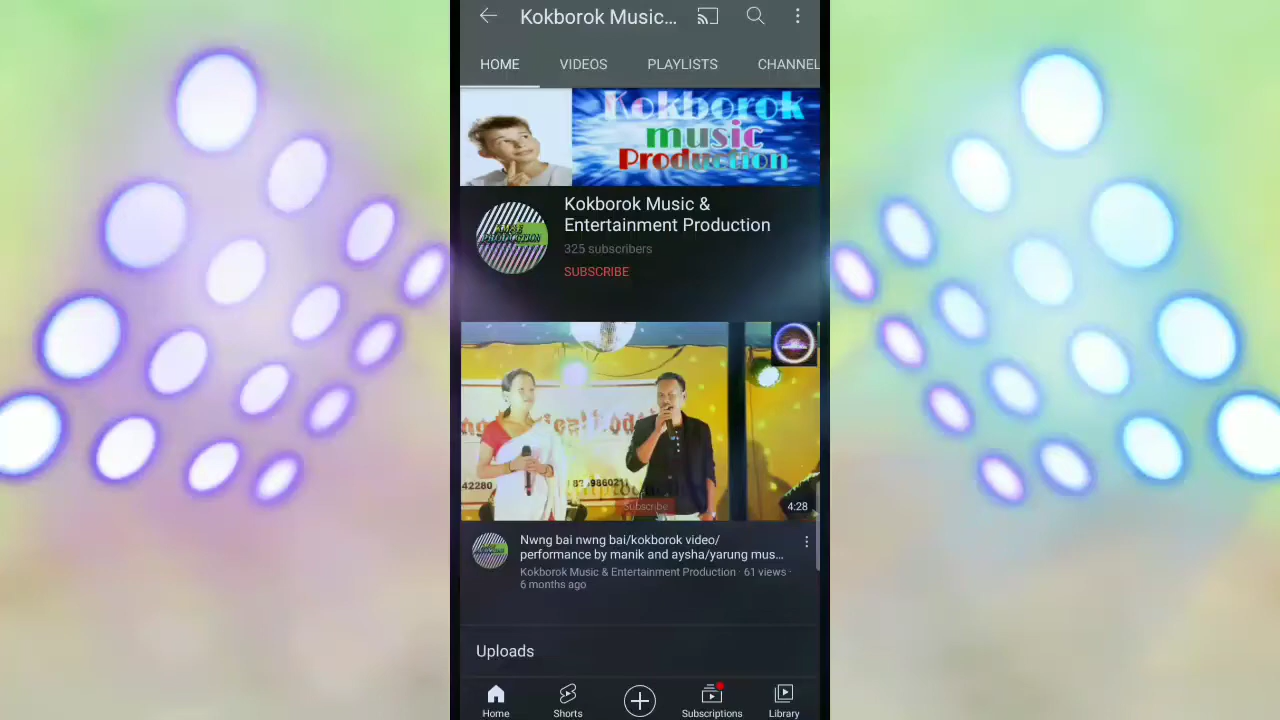 Kokborok Music...
HOME VIDEOS PLAYLISTS CHANNEL
Kokborok
music
Production
Kokborok Music &
Entertainment Production
325 subscribers
SUBSCRIBE
42280
Subscribe
4:28
Nwng bai nwng bai/kokborok video/
performance by manik and aysha/yarung mus...
Kokborok Music & Entertainment Production · 61 views ·
6 months ago
Uploads
Home Shorts Subscriptions Library